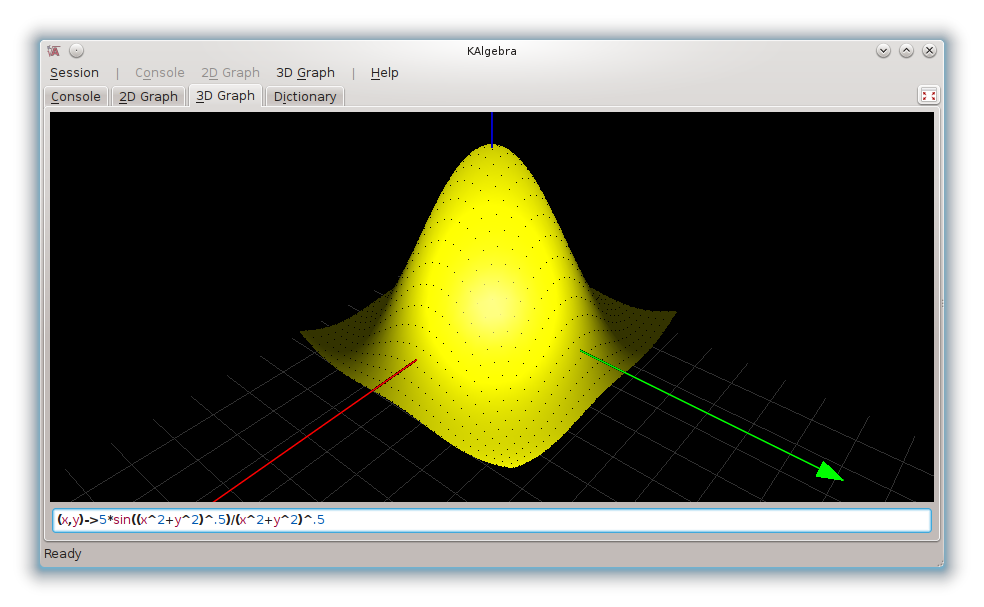 KAlgebra
Session | Console 2D Graph 3D Graph | Help
Console 2D Graph 3D Graph Dictionary
(x,y)->5*sin((x^2+y^2)^.5)/(x^2+y^2)^.5
Ready